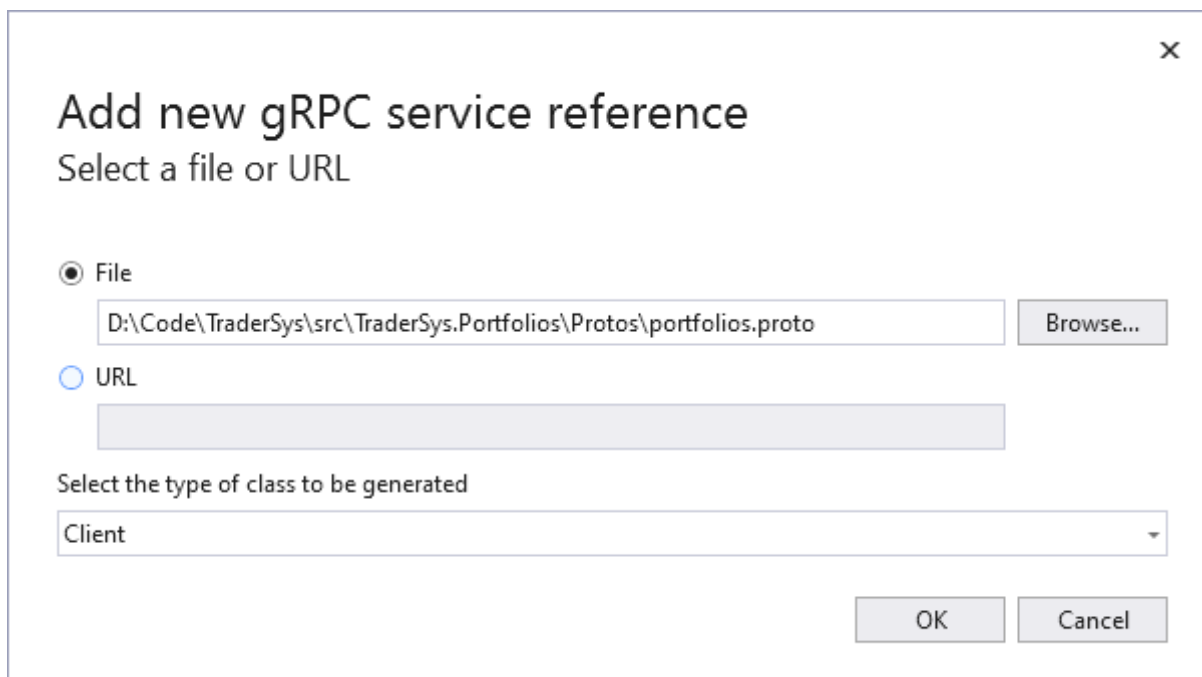 Add new gRPC service reference
Select a file or URL
File
D:\Code\TraderSys\src\TraderSys.Portfolios\Protos\portfolios.proto
Browse...
URL
Select the type of class to be generated
Client
OK
Cancel